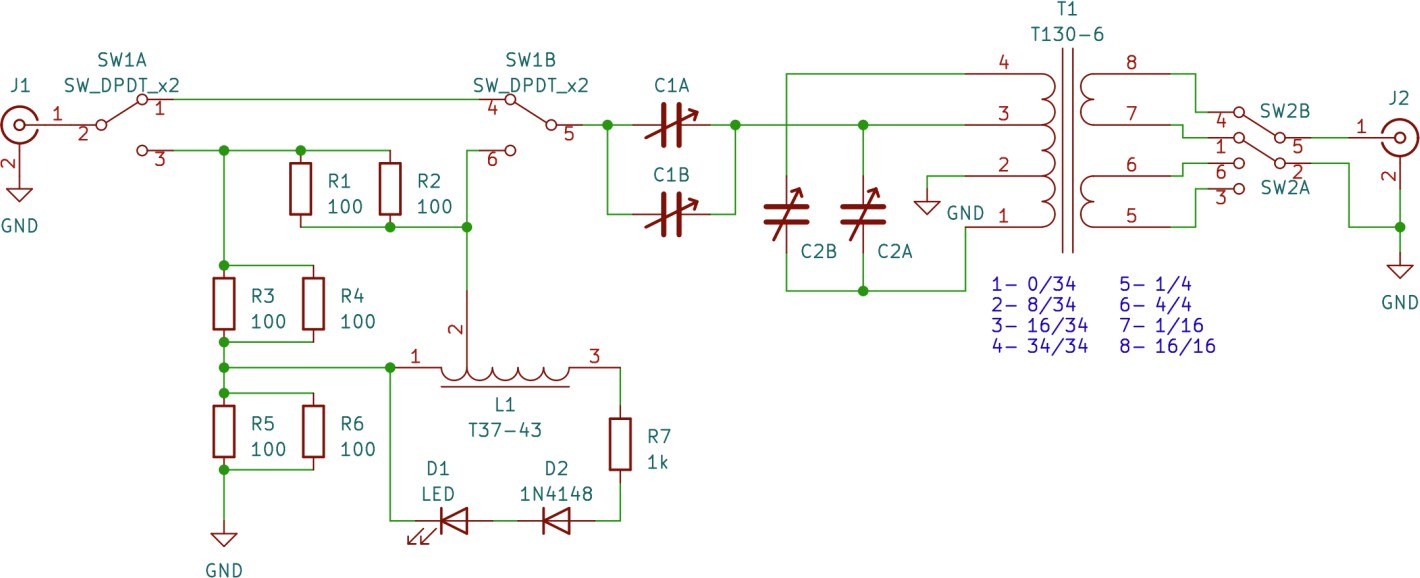 T1
T130-6
SW1A
SW_DPDT_x2
SW1B
SW_DPDT_x2
J1
C1A
4
8
J2
1
2
1
4
5
3
7
SW2B
4
1
5
1
2
3
6
C1B
2
6
6
2
2
SW2A
3
R1
100
R2
100
GND
GND
C2B
C2A
1
5
GND
R3
100
R4
100
2
1- 0/34
2- 8/34
3- 16/34
4- 34/34
5- 1/4
6- 4/4
7- 1/16
8- 16/16
1
3
L1
T37-43
R5
100
R6
100
R7
1k
D1
LED
D2
1N4148
GND